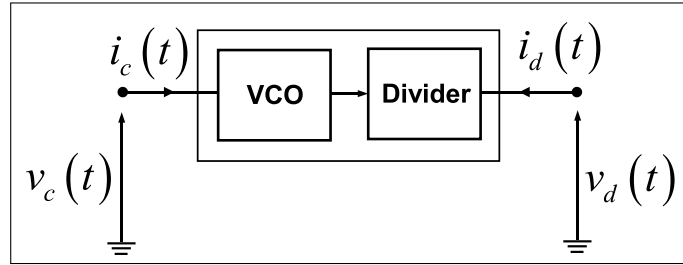 i_c(t)
i_d(t)
VCO
Divider
v_c(t)
v_d(t)